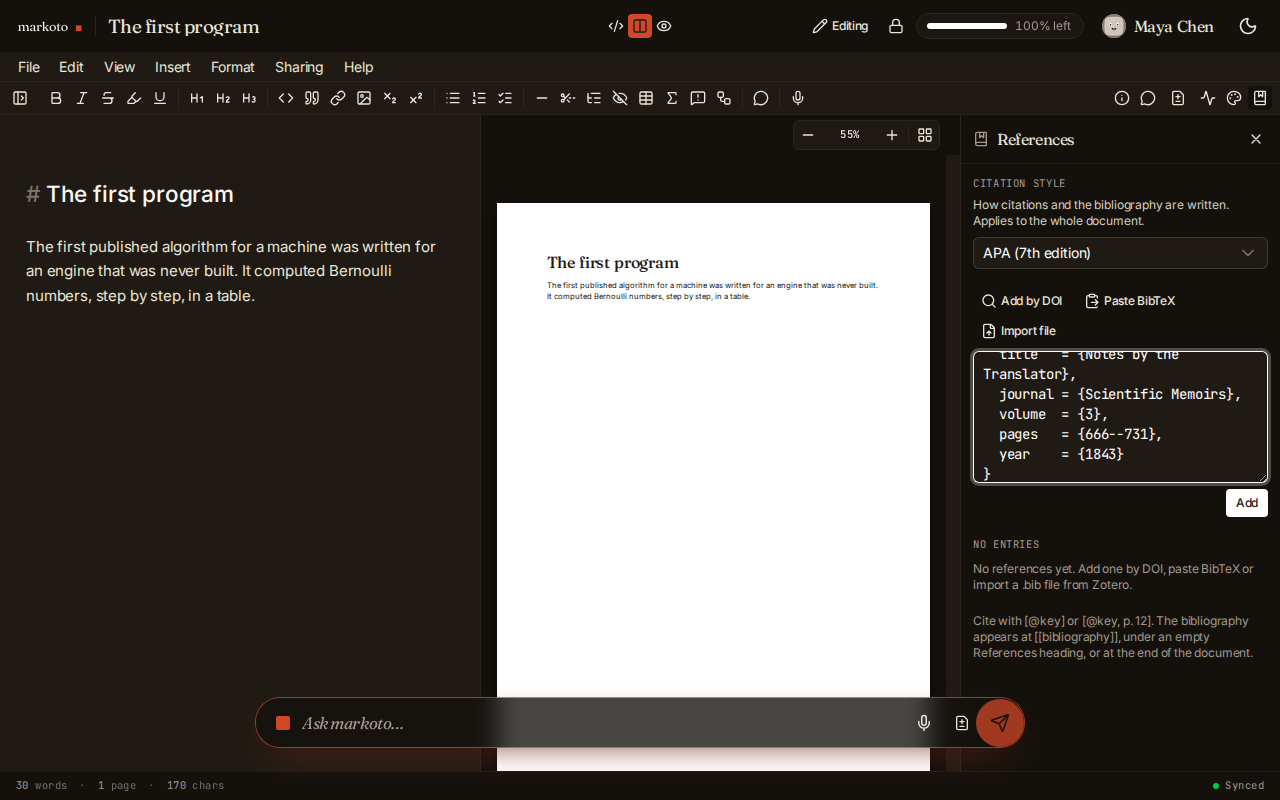 markoto
The first program
Editing
100% left
Maya Chen
File Edit View Insert Format Sharing Help
B I S U H1 H2 H3 X2 X2 Σ
55%
References
CITATION STYLE
How citations and the bibliography are written.
Applies to the whole document.
APA (7th edition)
Add by DOI
Paste BibTeX
Import file
title = {Notes by the
Translator},
journal = {Scientific Memoirs},
volume = {3},
pages = {666--731},
year = {1843}
}
Add
NO ENTRIES
No references yet. Add one by DOI, paste BibTeX or
import a .bib file from Zotero.
Cite with [@key] or [@key, p. 12]. The bibliography
appears at [[bibliography]], under an empty
References heading, or at the end of the document.
# The first program
The first published algorithm for a machine was written for
an engine that was never built. It computed Bernoulli
numbers, step by step, in a table.
The first program
The first published algorithm for a machine was written for an engine that was never built.
It computed Bernoulli numbers, step by step, in a table.
Ask markoto...
30 words · 1 page · 170 chars
Synced